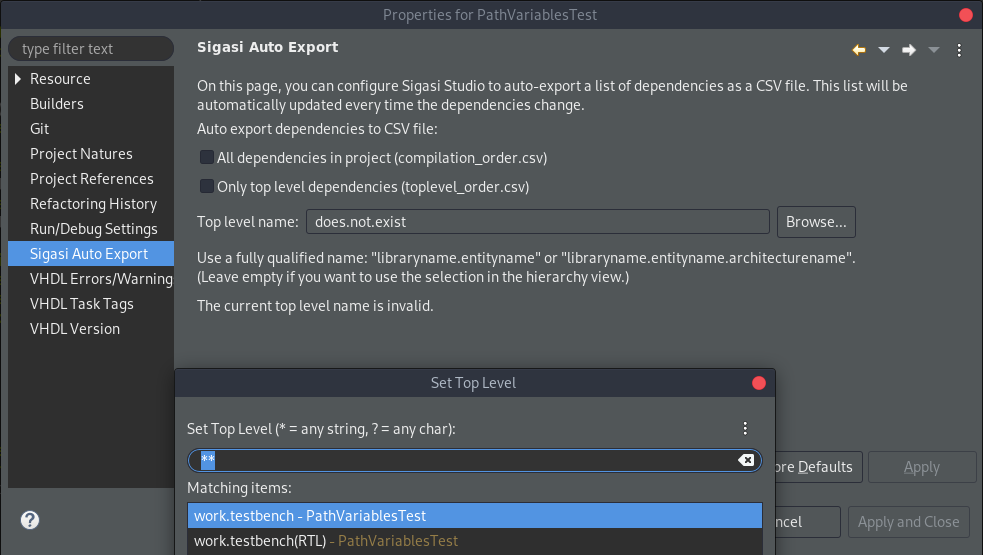 Properties for PathVariablesTest
type filter text
Resource
Builders
Git
Project Natures
Project References
Refactoring History
Run/Debug Settings
Sigasi Auto Export
VHDL Errors/Warning
VHDL Task Tags
VHDL Version
Sigasi Auto Export
On this page, you can configure Sigasi Studio to auto-export a list of dependencies as a CSV file. This list will be
automatically updated every time the dependencies change.
Auto export dependencies to CSV file:
All dependencies in project (compilation_order.csv)
Only top level dependencies (toplevel_order.csv)
Top level name: does.not.exist Browse...
Use a fully qualified name: "libraryname.entityname" or "libraryname.entityname.architecturename".
(Leave empty if you want to use the selection in the hierarchy view.)
The current top level name is invalid.
Set Top Level
Set Top Level (* = any string, ? = any char):
**
Matching items:
work.testbench - PathVariablesTest
work.testbench(RTL) - PathVariablesTest
ore Defaults Apply
ncel Apply and Close